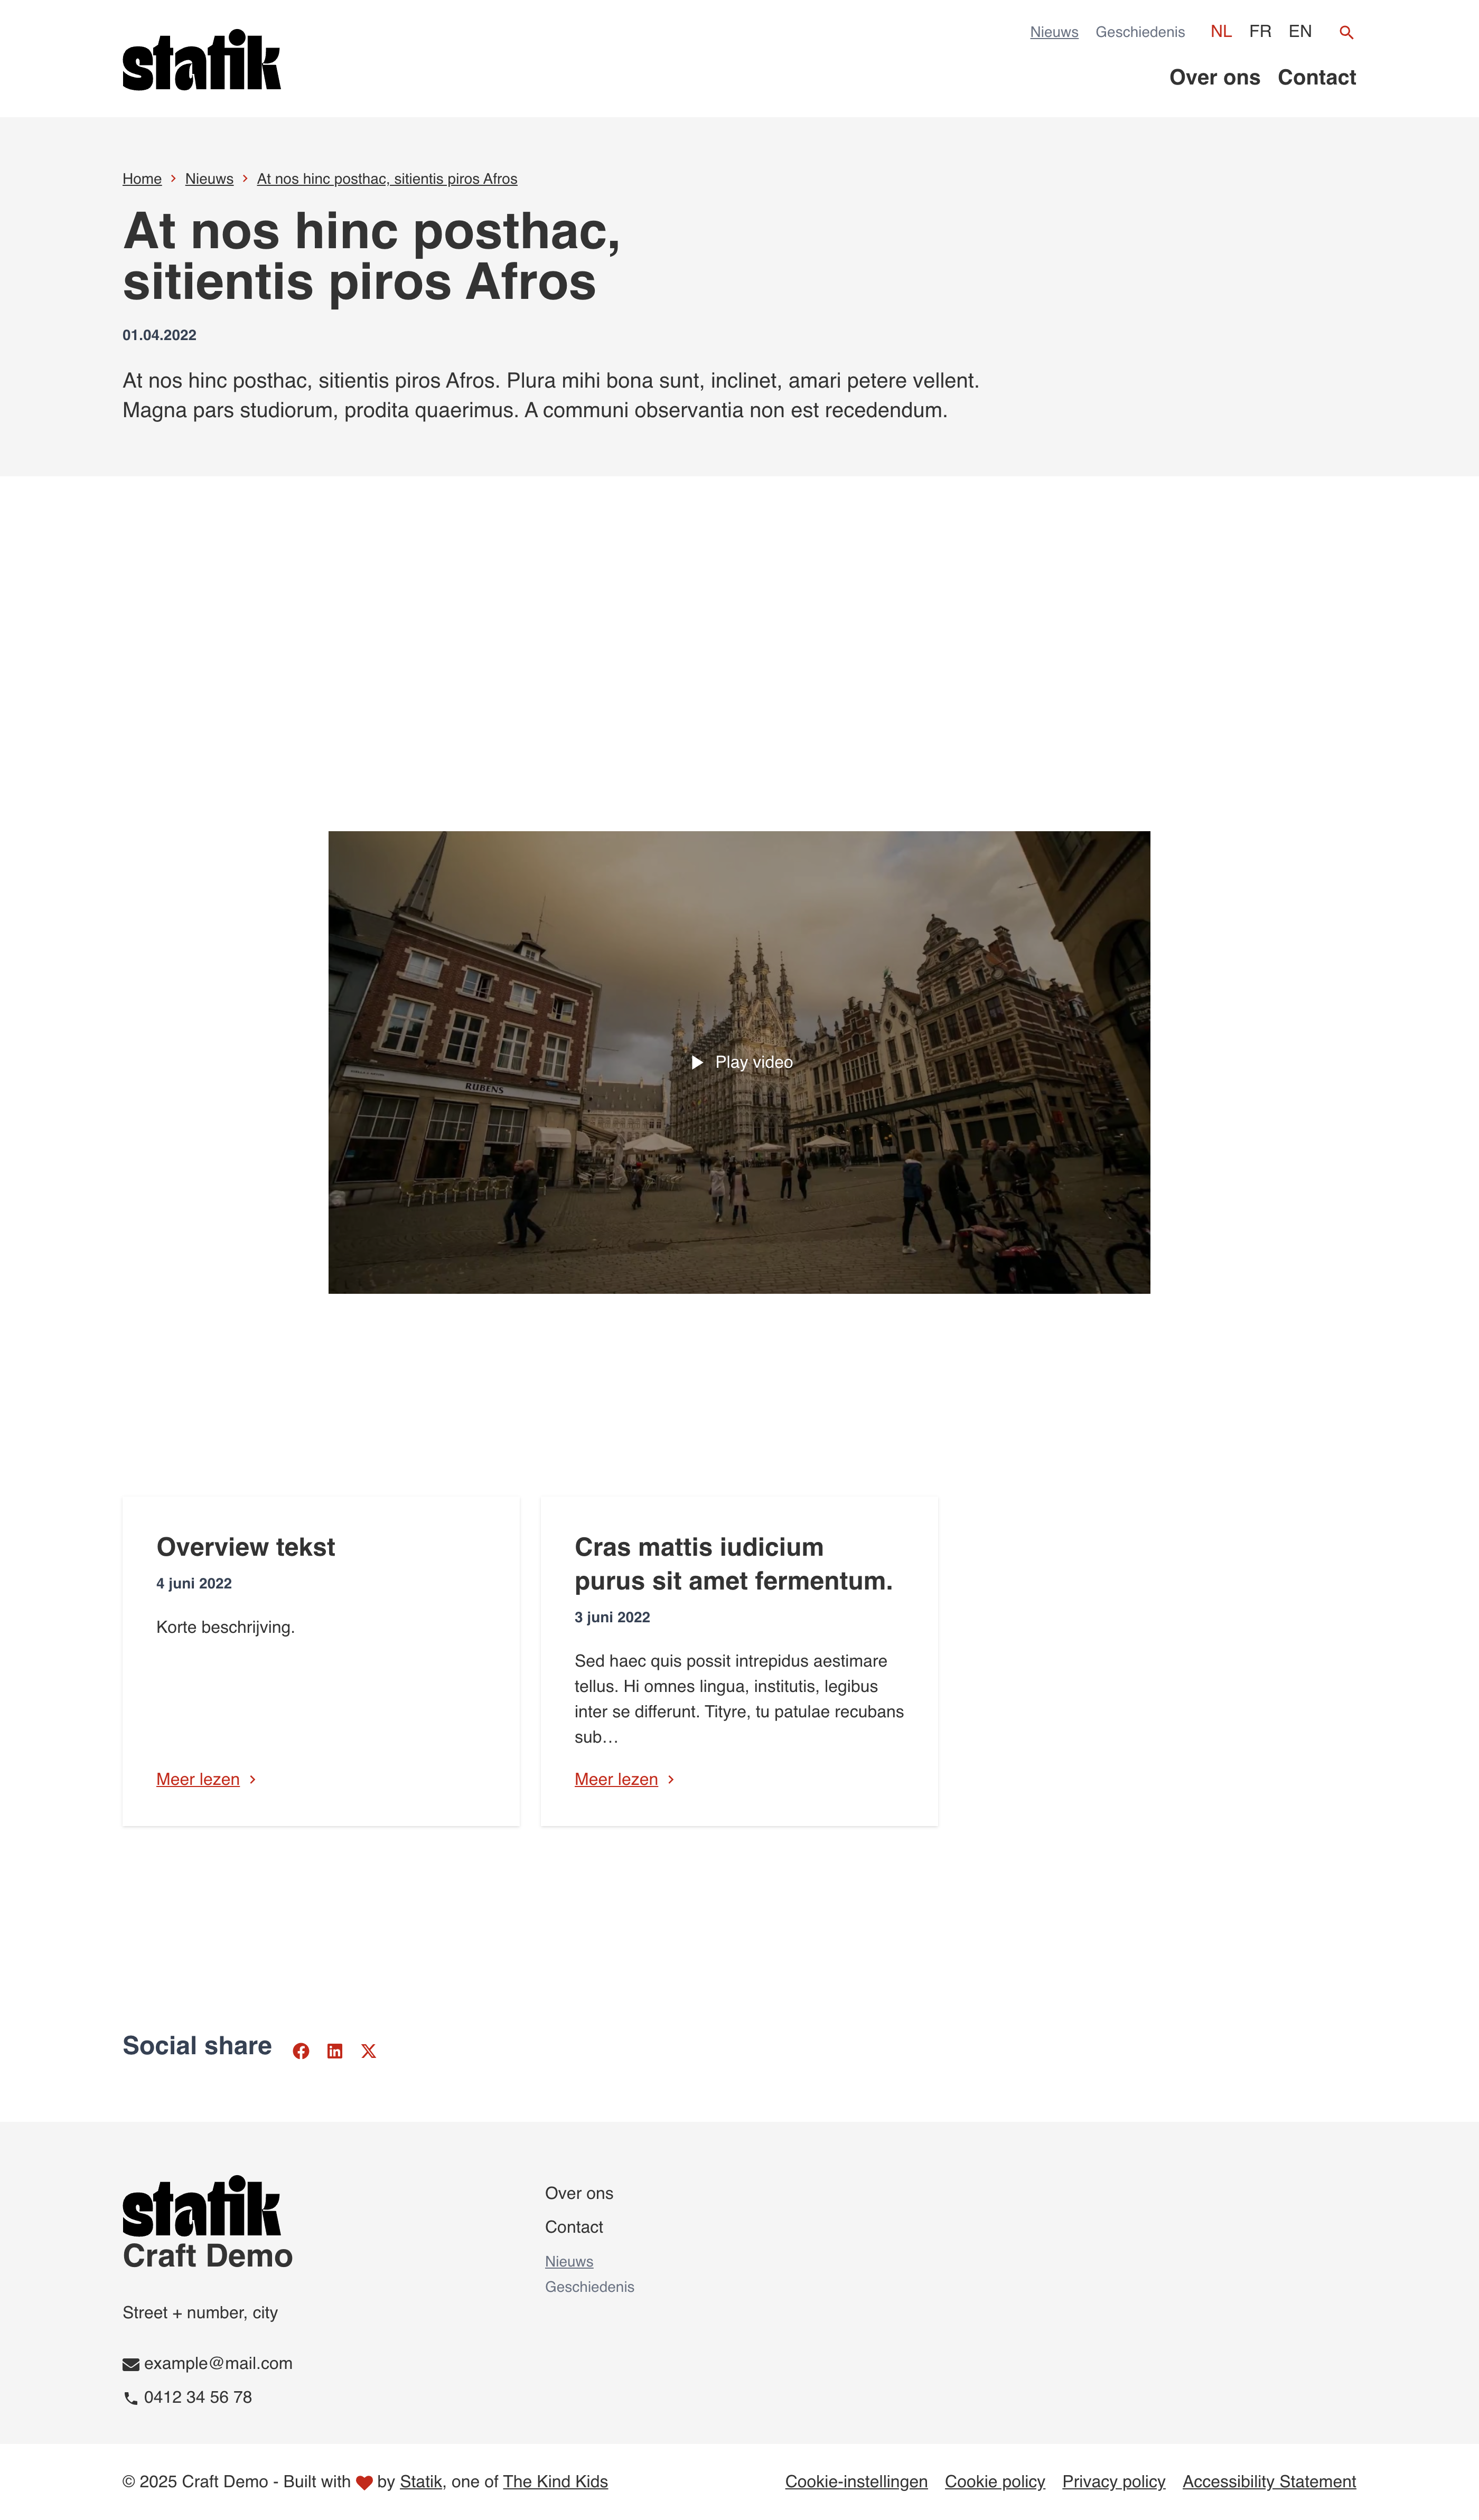 statik
Nieuws Geschiedenis NL FR EN
Over ons Contact
Home Nieuws At nos hinc posthac, sitientis piros Afros
At nos hinc posthac,
sitientis piros Afros
01.04.2022
At nos hinc posthac, sitientis piros Afros. Plura mihi bona sunt, inclinet, amari petere vellent.
Magna pars studiorum, prodita quaerimus. A communi observantia non est recedendum.
RUBENS
Play video
Overview tekst
4 juni 2022
Korte beschrijving.
Meer lezen
Cras mattis iudicium
purus sit amet fermentum.
3 juni 2022
Sed haec quis possit intrepidus aestimare
tellus. Hi omnes lingua, institutis, legibus
inter se differunt. Tityre, tu patulae recubans
sub…
Meer lezen
Social share
statik
Craft Demo
Street + number, city
example@mail.com
0412 34 56 78
Over ons
Contact
Nieuws
Geschiedenis
© 2025 Craft Demo - Built with by Statik, one of The Kind Kids
Cookie-instellingen Cookie policy Privacy policy Accessibility Statement